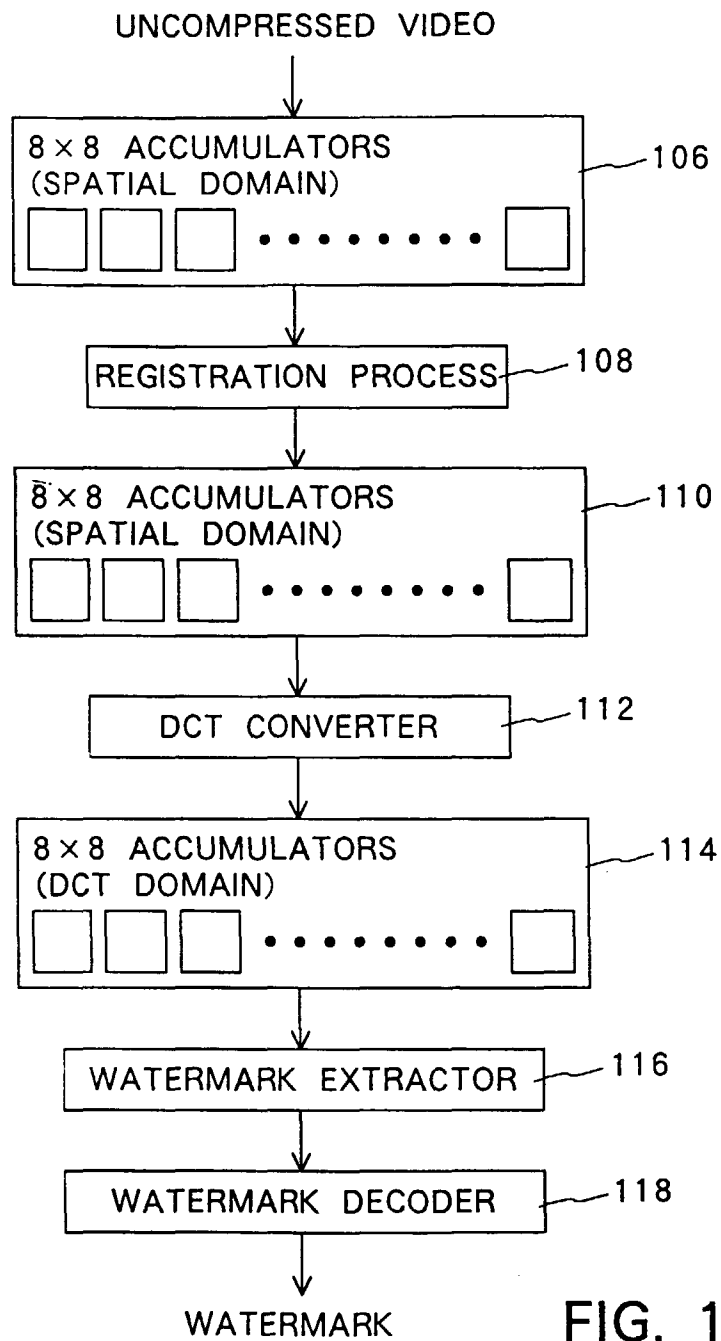 UNCOMPRESSED VIDEO
8×8 ACCUMULATORS
(SPATIAL DOMAIN)
106
REGISTRATION PROCESS
108
8×8 ACCUMULATORS
(SPATIAL DOMAIN)
110
DCT CONVERTER
112
8×8 ACCUMULATORS
(DCT DOMAIN)
114
WATERMARK EXTRACTOR
116
WATERMARK DECODER
118
WATERMARK
FIG. 1